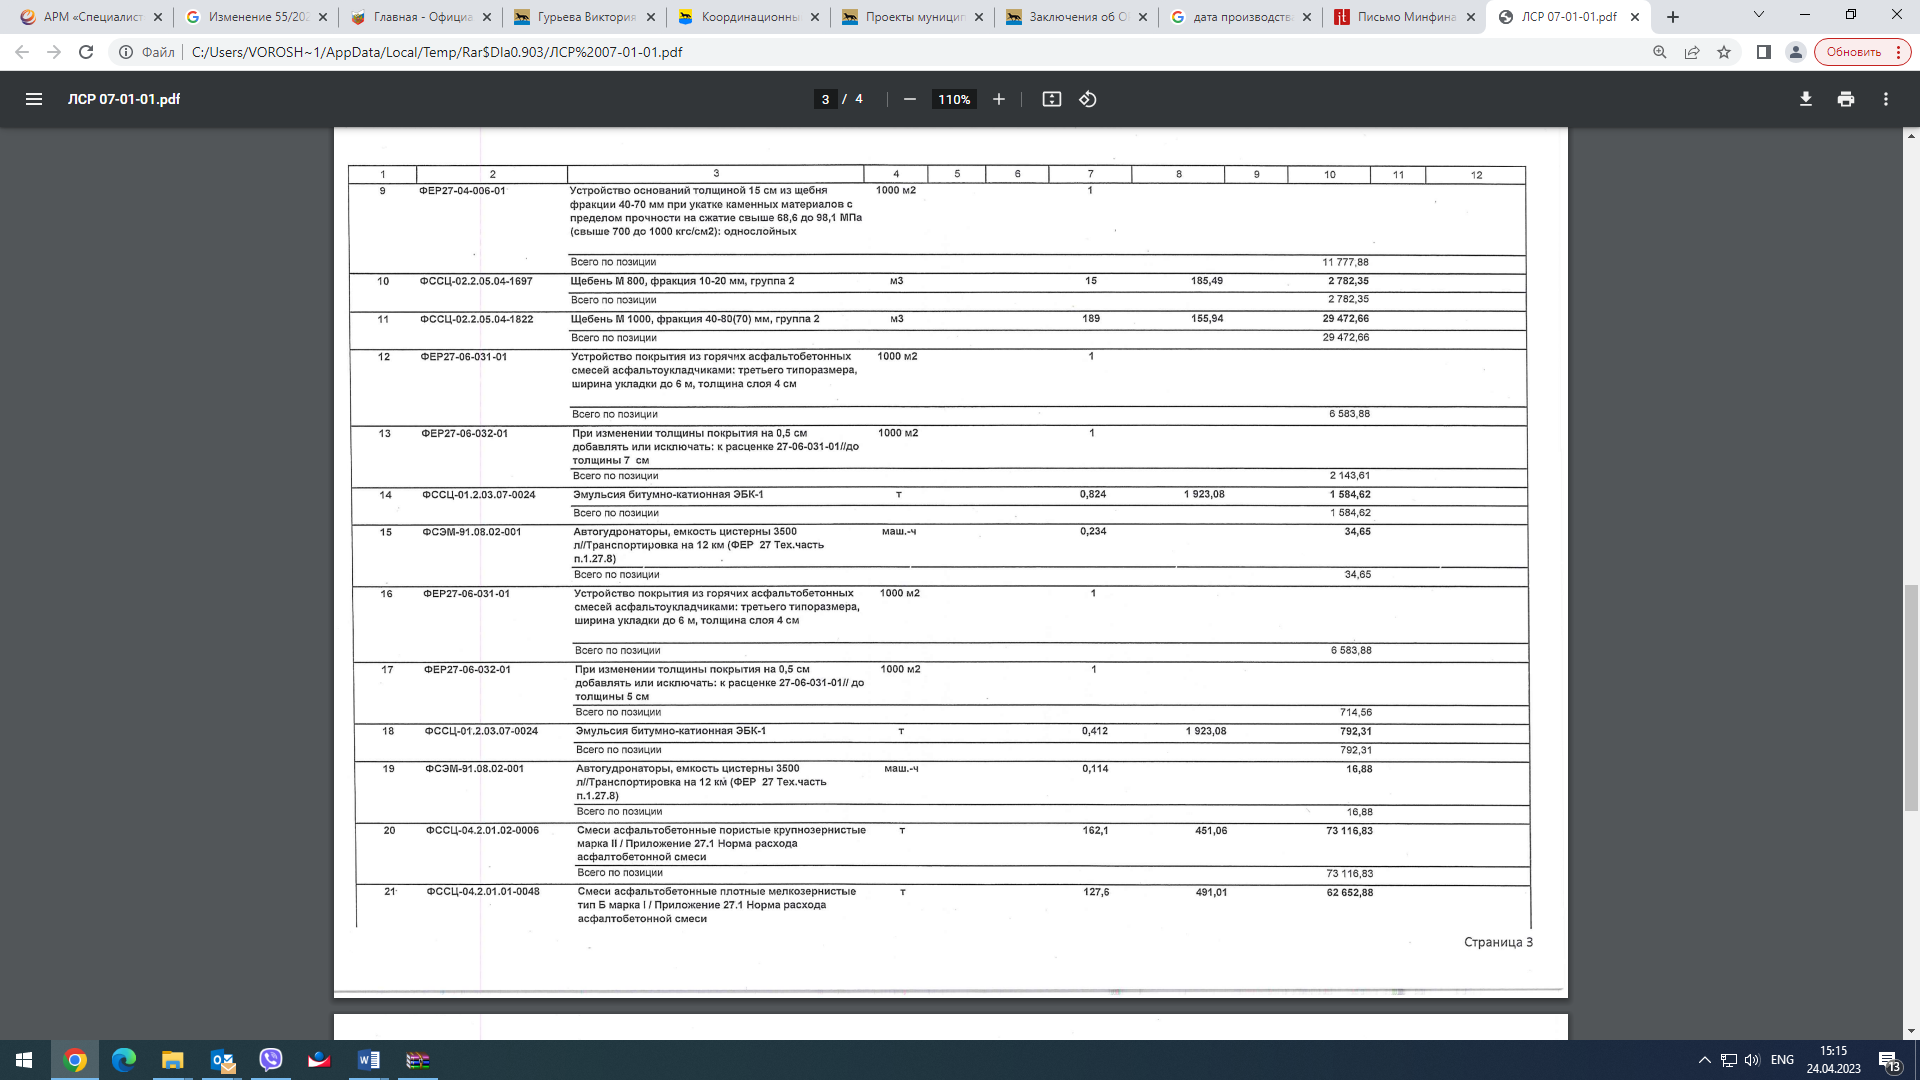 АРМ «Специалист
Изменение 55/202
Главная - Официа
Гурьева Виктория
Координационны
Проекты муницип
Заключения об О
дата производств
Письмо Минфина
ЛСР 07-01-01.pdf
Файл C:/Users/VOROSH~1/AppData/Local/Temp/Rar$DIa0.903/ЛСР%2007-01-01.pdf
Обновить
ЛСР 07-01-01.pdf
3 / 4
110%
1 2 3 4 5 6 7 8 9 10 11 12
9 ФЕР27-04-006-01 Устройство оснований толщиной 15 см из щебня 1000 м2 1
фракции 40-70 мм при укатке каменных материалов с
пределом прочности на сжатие свыше 68,6 до 98,1 МПа
(свыше 700 до 1000 кгс/см2): однослойных
Всего по позиции 11 777,88
10 ФССЦ-02.2.05.04-1697 Щебень М 800, фракция 10-20 мм, группа 2 м3 15 185,49 2 782,35
Всего по позиции 2 782,35
11 ФССЦ-02.2.05.04-1822 Щебень М 1000, фракция 40-80(70) мм, группа 2 м3 189 155,94 29 472,66
Всего по позиции 29 472,66
12 ФЕР27-06-031-01 Устройство покрытия из горячих асфальтобетонных 1000 м2 1
смесей асфальтоукладчиками: третьего типоразмера,
ширина укладки до 6 м, толщина слоя 4 см
Всего по позиции 6 583,88
13 ФЕР27-06-032-01 При изменении толщины покрытия на 0,5 см 1000 м2 1
добавлять или исключать: к расценке 27-06-031-01//до
толщины 7 см
Всего по позиции 2 143,61
14 ФССЦ-01.2.03.07-0024 Эмульсия битумно-катионная ЭБК-1 т 0,824 1 923,08 1 584,62
Всего по позиции 1 584,62
15 ФСЭМ-91.08.02-001 Автогудронаторы, емкость цистерны 3500 маш.-ч 0,234 34,65
л//Транспортировка на 12 км (ФЕР 27 Тех.часть
п.1.27.8)
Всего по позиции 34,65
16 ФЕР27-06-031-01 Устройство покрытия из горячих асфальтобетонных 1000 м2 1
смесей асфальтоукладчиками: третьего типоразмера,
ширина укладки до 6 м, толщина слоя 4 см
Всего по позиции 6 583,88
17 ФЕР27-06-032-01 При изменении толщины покрытия на 0,5 см 1000 м2 1
добавлять или исключать: к расценке 27-06-031-01// до
толщины 5 см
Всего по позиции 714,56
18 ФССЦ-01.2.03.07-0024 Эмульсия битумно-катионная ЭБК-1 т 0,412 1 923,08 792,31
Всего по позиции 792,31
19 ФСЭМ-91.08.02-001 Автогудронаторы, емкость цистерны 3500 маш.-ч 0,114 16,88
л//Транспортировка на 12 км (ФЕР 27 Тех.часть
п.1.27.8)
Всего по позиции 16,88
20 ФССЦ-04.2.01.02-0006 Смеси асфальтобетонные пористые крупнозернистые т 162,1 451,06 73 116,83
марка II / Приложение 27.1 Норма расхода
асфалтобетонной смеси
Всего по позиции 73 116,83
21 ФССЦ-04.2.01.01-0048 Смеси асфальтобетонные плотные мелкозернистые т 127,6 491,01 62 652,88
тип Б марка I / Приложение 27.1 Норма расхода
асфалтобетонной смеси
Страница 3
ENG
15:15
24.04.2023
13